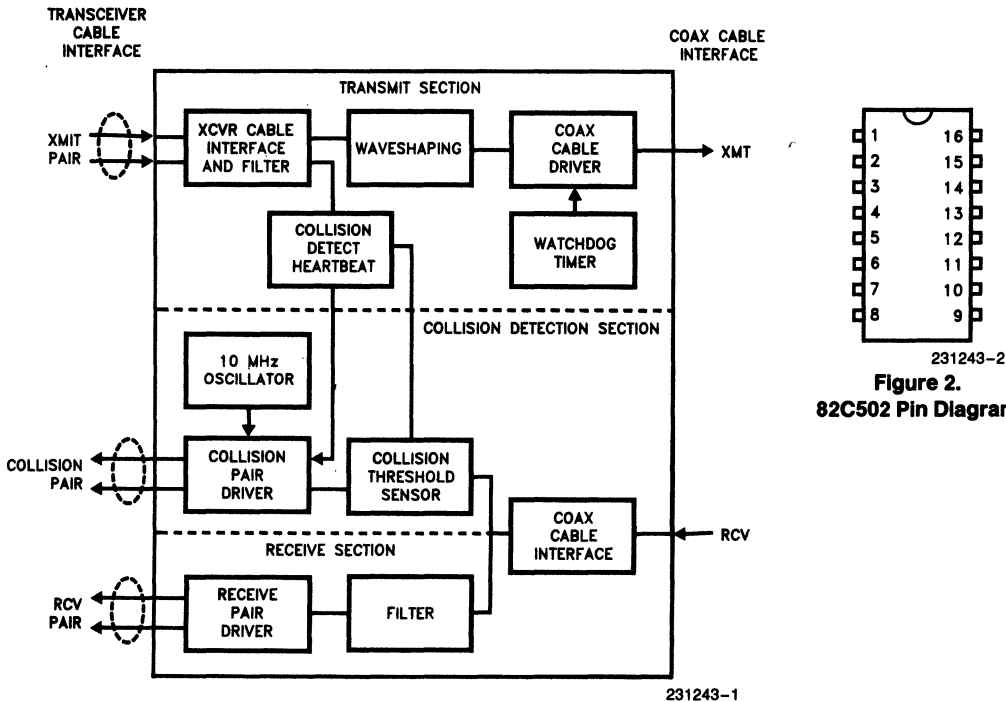 TRANSCEIVER
CABLE
INTERFACE
COAX CABLE
INTERFACE
TRANSMIT SECTION
XMIT
PAIR
XCVR CABLE
INTERFACE
AND FILTER
WAVESHAPING
COAX
CABLE
DRIVER
XMT
COLLISION
DETECT
HEARTBEAT
WATCHDOG
TIMER
COLLISION DETECTION SECTION
10 MHz
OSCILLATOR
COLLISION
PAIR
COLLISION
PAIR
DRIVER
COLLISION
THRESHOLD
SENSOR
COAX
CABLE
INTERFACE
RCV
RECEIVE SECTION
RCV
PAIR
RECEIVE
PAIR
DRIVER
FILTER
231243-1
1 16
2 15
3 14
4 13
5 12
6 11
7 10
8 9
231243-2
Figure 2.
82C502 Pin Diagrar